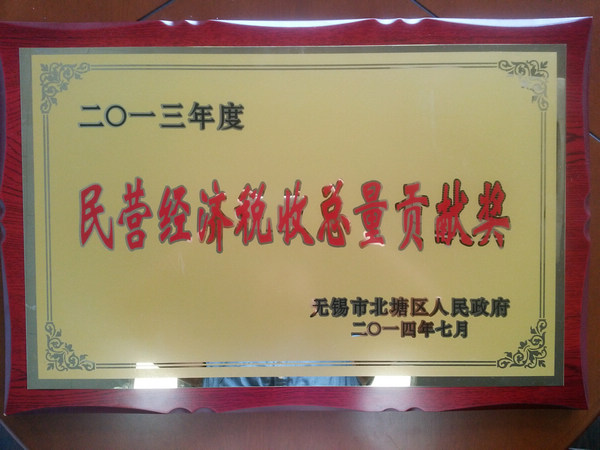 二〇一三年度
民营经济税收总量贡献奖
无锡市北塘区人民政府
二〇一四年七月